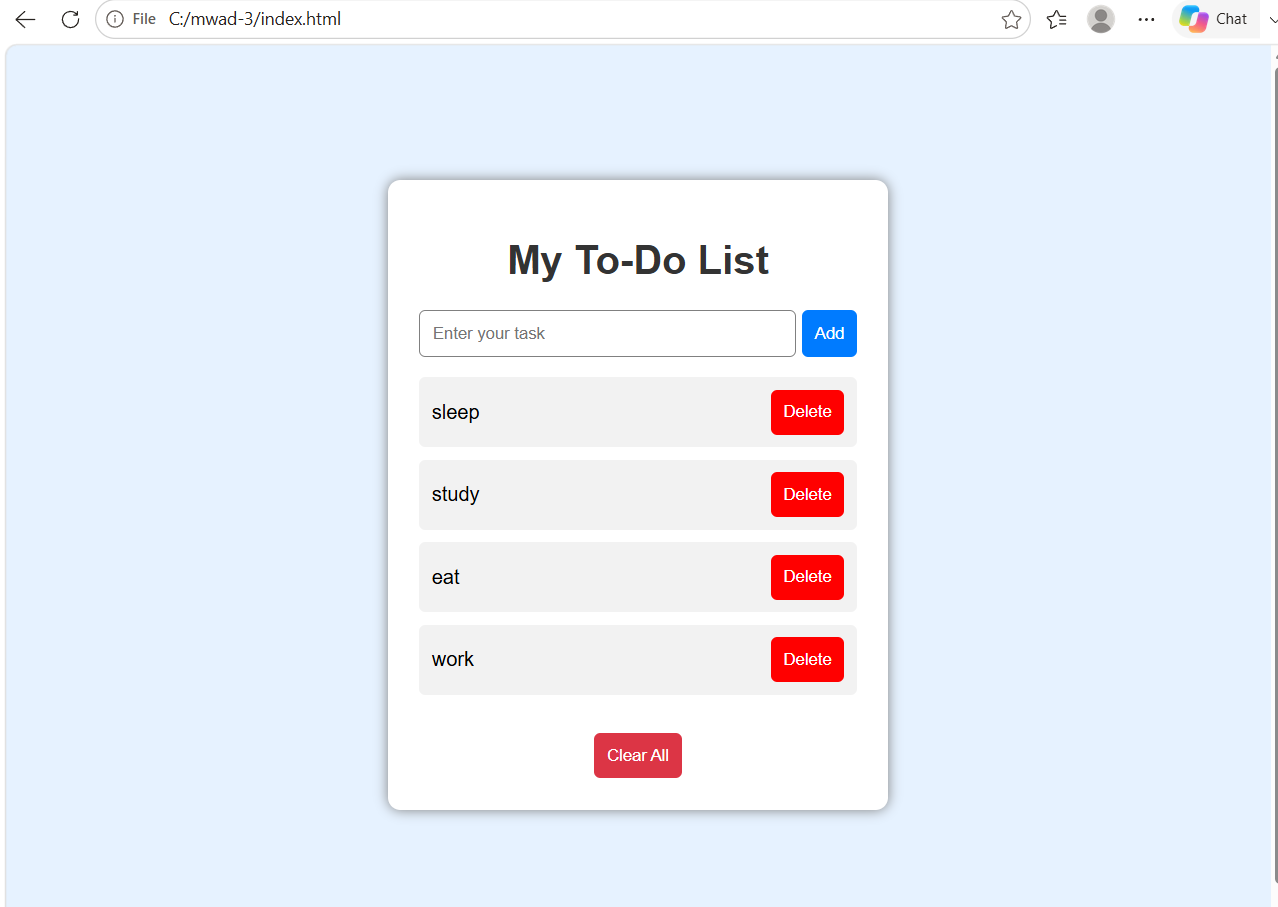 File C:/mwad-3/index.html Chat
My To-Do List
Enter your task Add
sleep Delete
study Delete
eat Delete
work Delete
Clear All